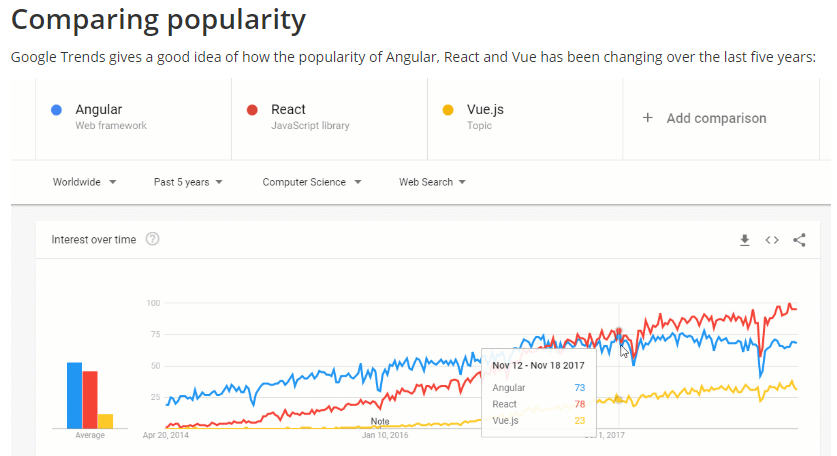 Comparing popularity
Google Trends gives a good idea of how the popularity of Angular, React and Vue has been changing over the last five years:
Angular
Web framework
React
JavaScript library
Vue.js
Topic
+ Add comparison
Worldwide
Past 5 years
Computer Science
Web Search
Interest over time
?
100
75
50
25
Average
Apr 20, 2014
Note
Jan 10, 2016
1, 2017
Nov 12 - Nov 18 2017
Angular 73
React 78
Vue.js 23